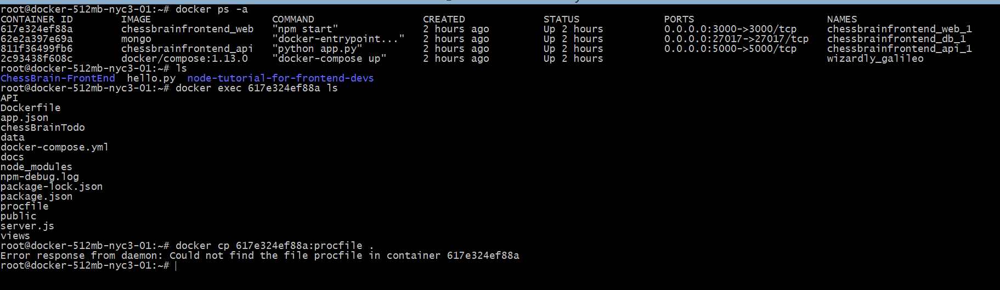 root@docker-512mb-nyc3-01:~# docker ps -a
CONTAINER ID        IMAGE                    COMMAND                  CREATED             STATUS              PORTS                      NAMES
617e324ef88a        chessbrainfrontend_web   "npm start"              2 hours ago         Up 2 hours          0.0.0.0:3000->3000/tcp     chessbrainfrontend_web_1
62e2a397e69a        mongo                    "docker-entrypoint..."   2 hours ago         Up 2 hours          0.0.0.0:27017->27017/tcp   chessbrainfrontend_db_1
811f36499fb6        chessbrainfrontend_api   "python app.py"          2 hours ago         Up 2 hours          0.0.0.0:5000->5000/tcp     chessbrainfrontend_api_1
2c93438f608c        docker/compose:1.13.0    "docker-compose up"      2 hours ago         Up 2 hours                                     wizardly_galileo
root@docker-512mb-nyc3-01:~# ls
ChessBrain-FrontEnd  hello.py  node-tutorial-for-frontend-devs
root@docker-512mb-nyc3-01:~# docker exec 617e324ef88a ls
API
Dockerfile
app.json
chessBrainTodo
data
docker-compose.yml
docs
node_modules
npm-debug.log
package-lock.json
package.json
procfile
public
server.js
views
root@docker-512mb-nyc3-01:~# docker cp 617e324ef88a:procfile .
Error response from daemon: Could not find the file procfile in container 617e324ef88a
root@docker-512mb-nyc3-01:~#